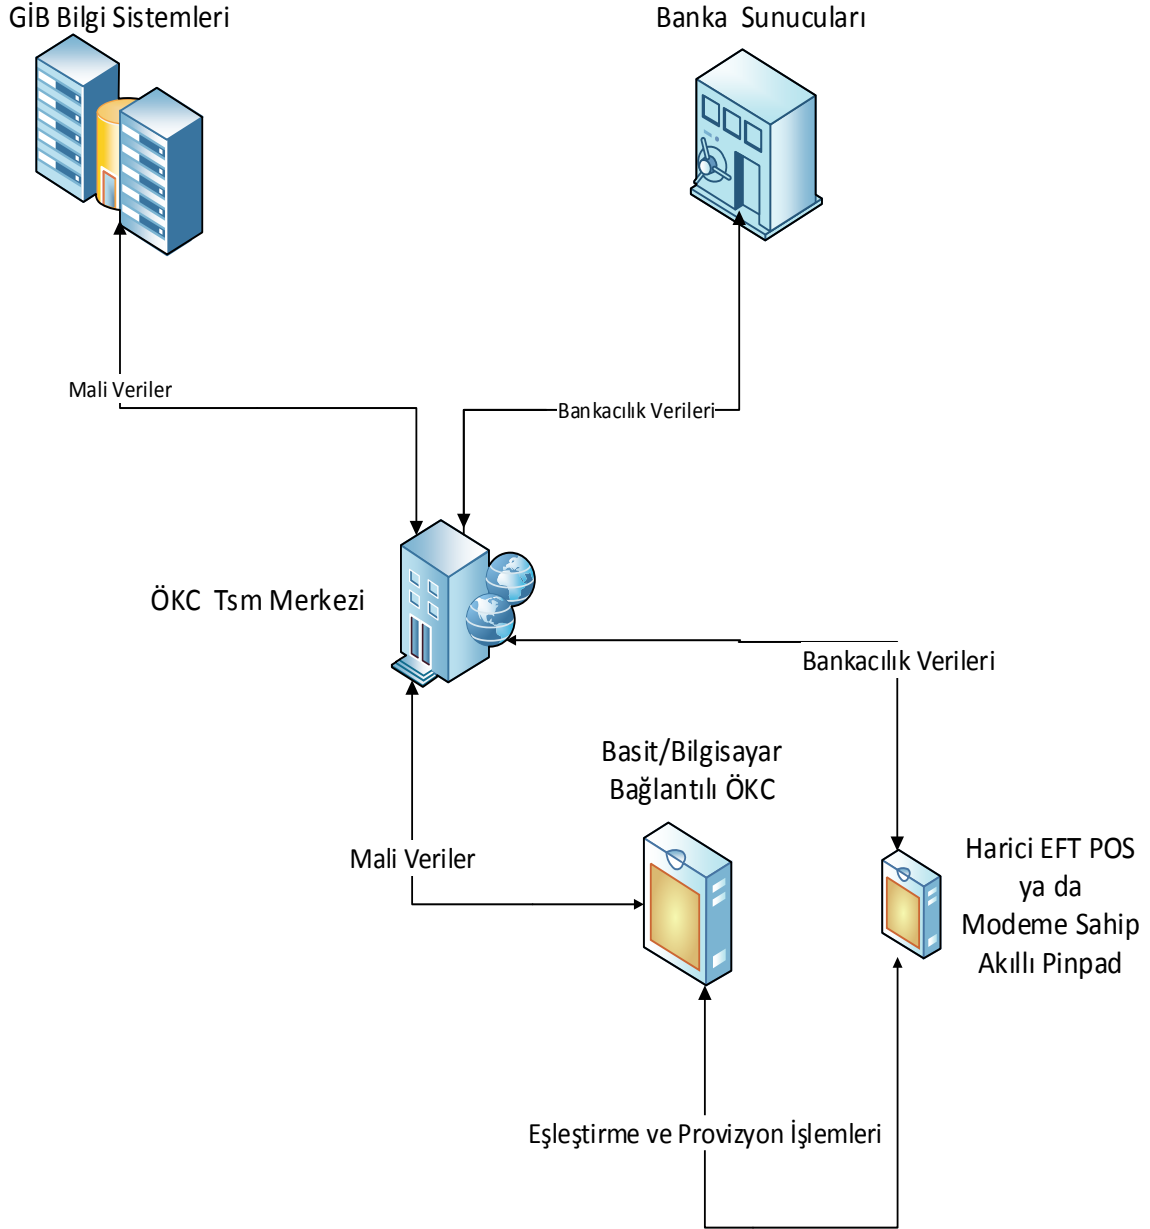 GİB Bilgi Sistemleri
Banka Sunucuları
Mali Veriler
Bankacılık Verileri
ÖKC Tsm Merkezi
Bankacılık Verileri
Basit/Bilgisayar
Bağlantılı ÖKC
Mali Veriler
Harici EFT POS
ya da
Modeme Sahip
Akıllı Pinpad
Eşleştirme ve Provizyon İşlemleri